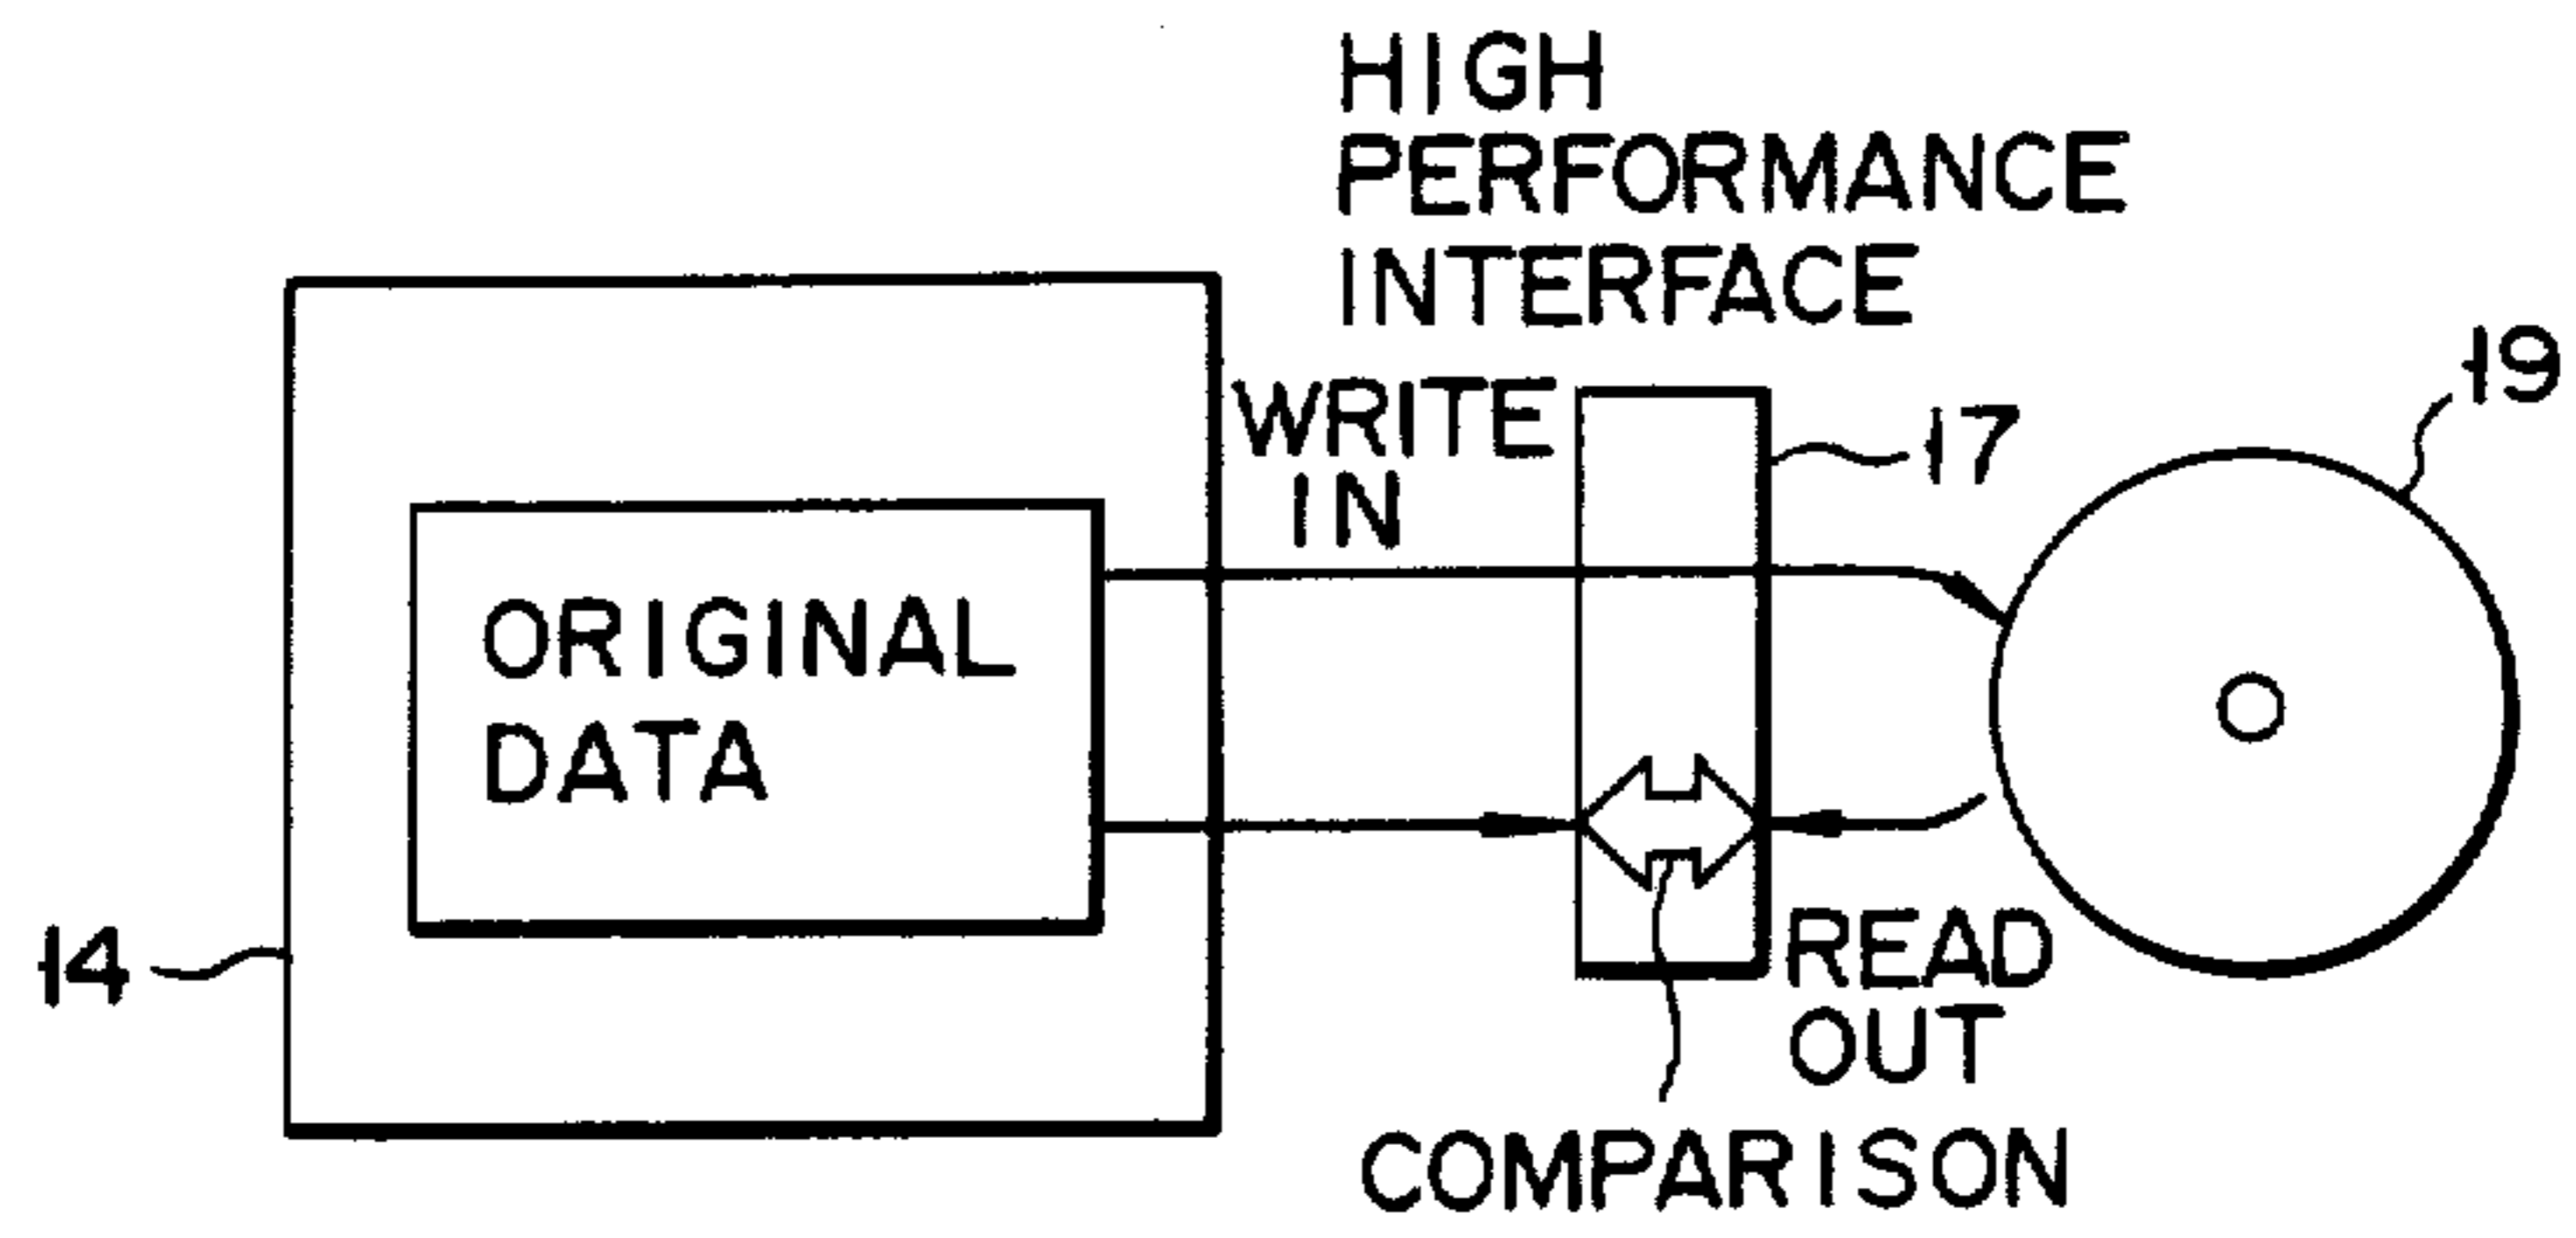 HIGH
PERFORMANCE
INTERFACE
19
WRITE
IN
17
ORIGINAL
DATA
14
READ
OUT
COMPARISON